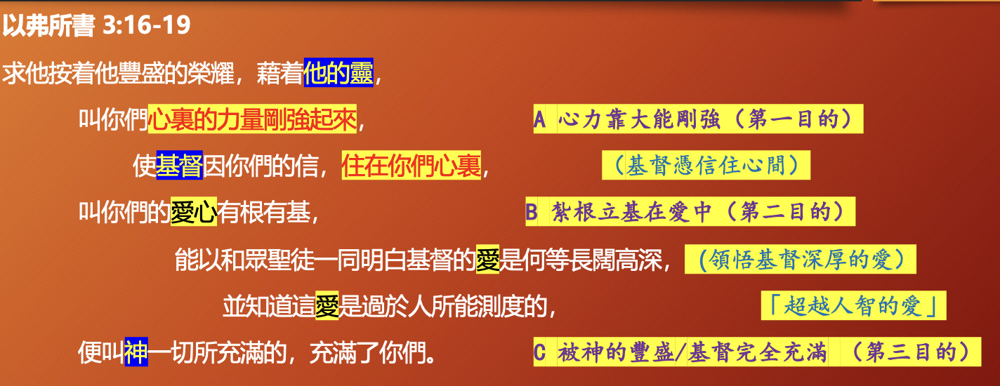 以弗所書 3:16-19
求他按着他豐盛的榮耀，藉着他的靈，
叫你們心裏的力量剛強起來， A 心力靠大能剛強（第一目的）
使基督因你們的信，住在你們心裏， （基督憑信住心間）
叫你們的愛心有根有基， B 紮根立基在愛中（第二目的）
能以和眾聖徒一同明白基督的愛是何等長闊高深， (領悟基督深厚的愛）
並知道這愛是過於人所能測度的， 「超越人智的愛」
便叫神一切所充滿的，充滿了你們。 C 被神的豐盛/基督完全充滿 （第三目的）